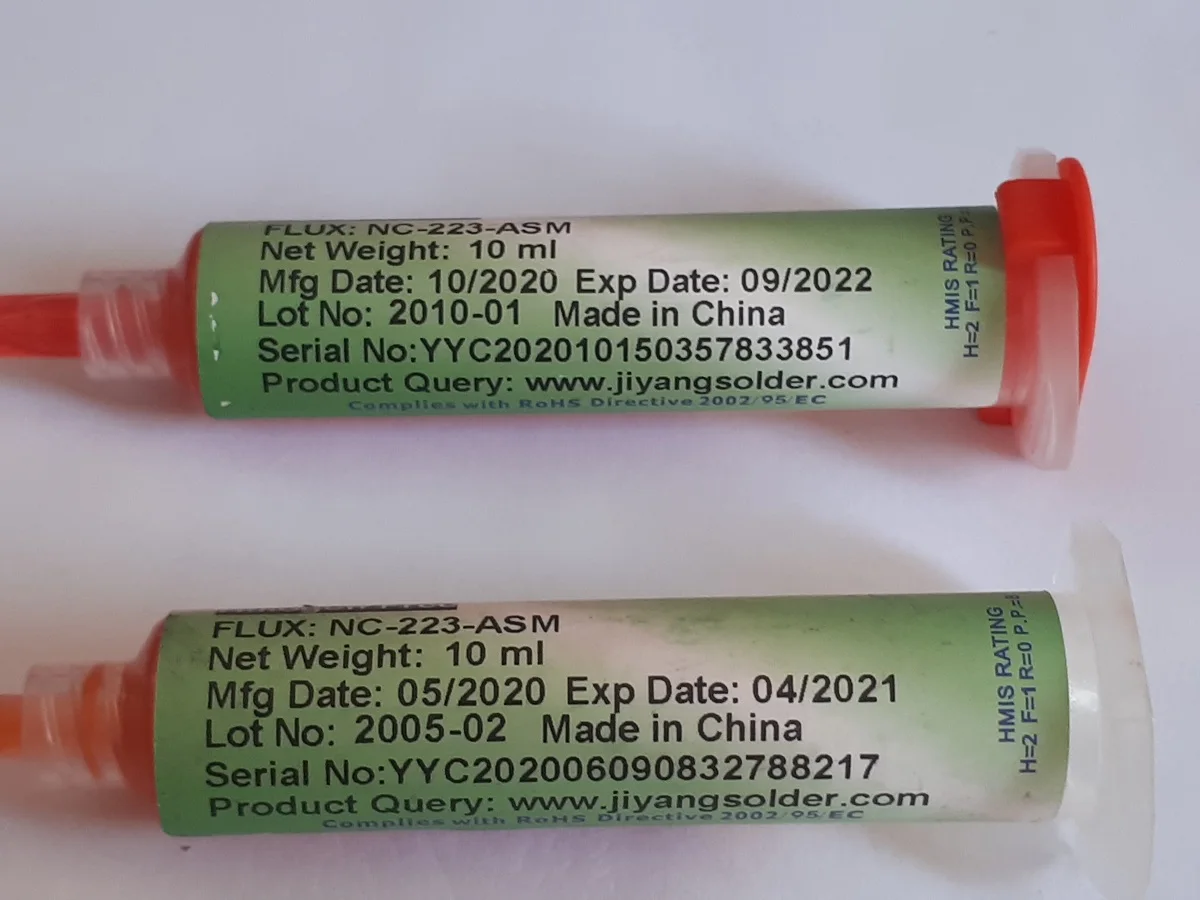 FLUX: NC-223-ASM
Net Weight: 10 ml
Mfg Date: 10/2020 Exp Date: 09/2022
Lot No: 2010-01 Made in China
Serial No:YYC202010150357833851
Product Query: www.jiyangsolder.com
Complies with RoHS Directive 2002/95/EC
HMIS RATING
H=2 F=1 R=0 P.P.=
FLUX: NC-223-ASM
Net Weight: 10 ml
Mfg Date: 05/2020 Exp Date: 04/2021
Lot No: 2005-02 Made in China
Serial No:YYC202006090832788217
Product Query: www.jiyangsolder.com
Complies with RoHS Directive 2002/95/EC
HMIS RATING
H=2 F=1 R=0 P.P.=